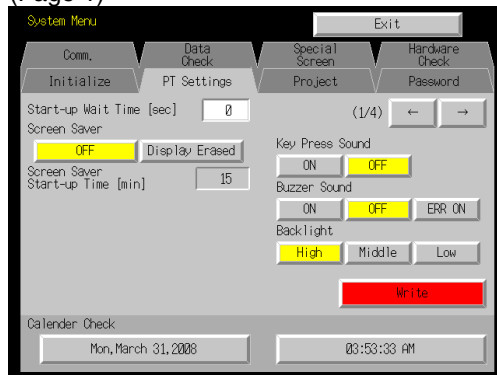 (Page 1)
System Menu
Exit
Comm.
Data
Check
Special
Screen
Hardware
Check
Initialize
PT Settings
Project
Password
Start-up Wait Time [sec]
0
(1/4)
←
→
Screen Saver
OFF
Display Erased
Key Press Sound
ON
OFF
Screen Saver
Start-up Time [min]
15
Buzzer Sound
ON
OFF
ERR ON
Backlight
High
Middle
Low
Write
Calender Check
Mon,March 31,2008
03:53:33 AM